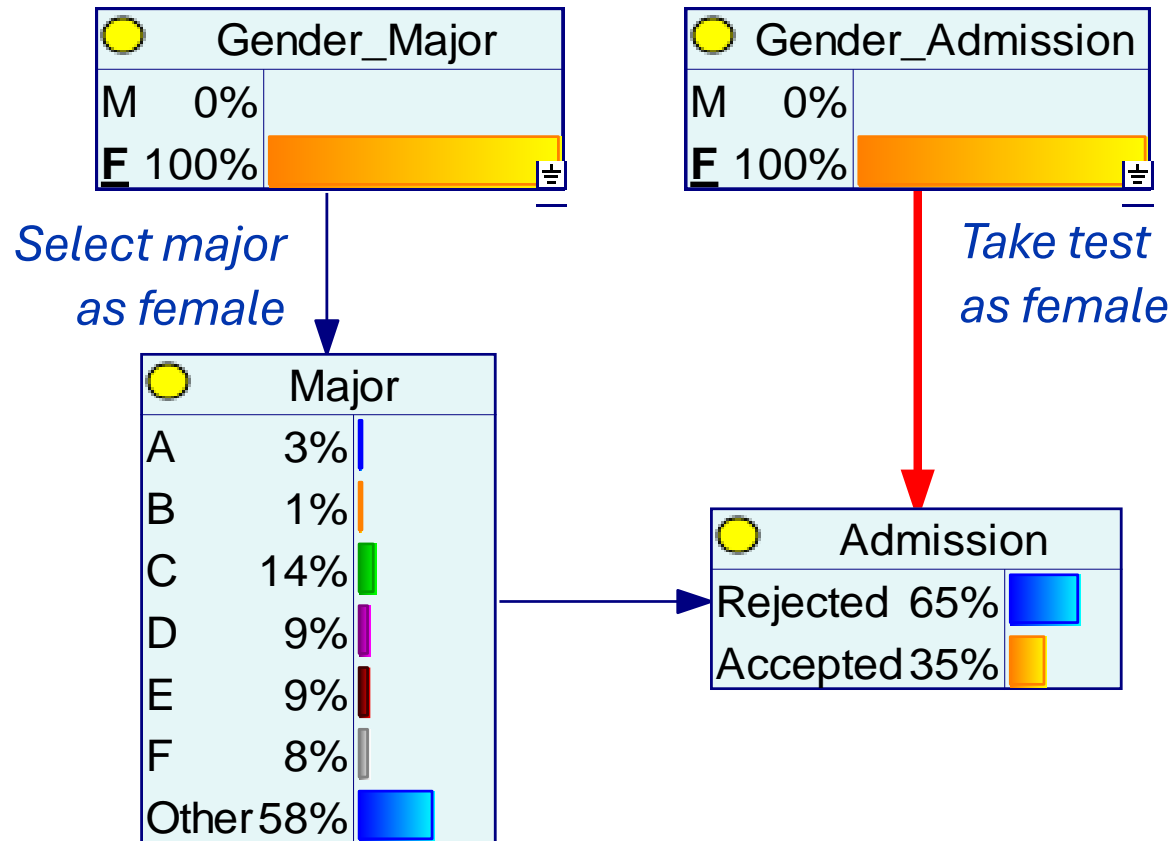 Gender_Major
M 0%
F 100%
Gender_Admission
M 0%
F 100%
Select major
as female
Take test
as female
Major
A 3%
B 1%
C 14%
D 9%
E 9%
F 8%
Other 58%
Admission
Rejected 65%
Accepted 35%